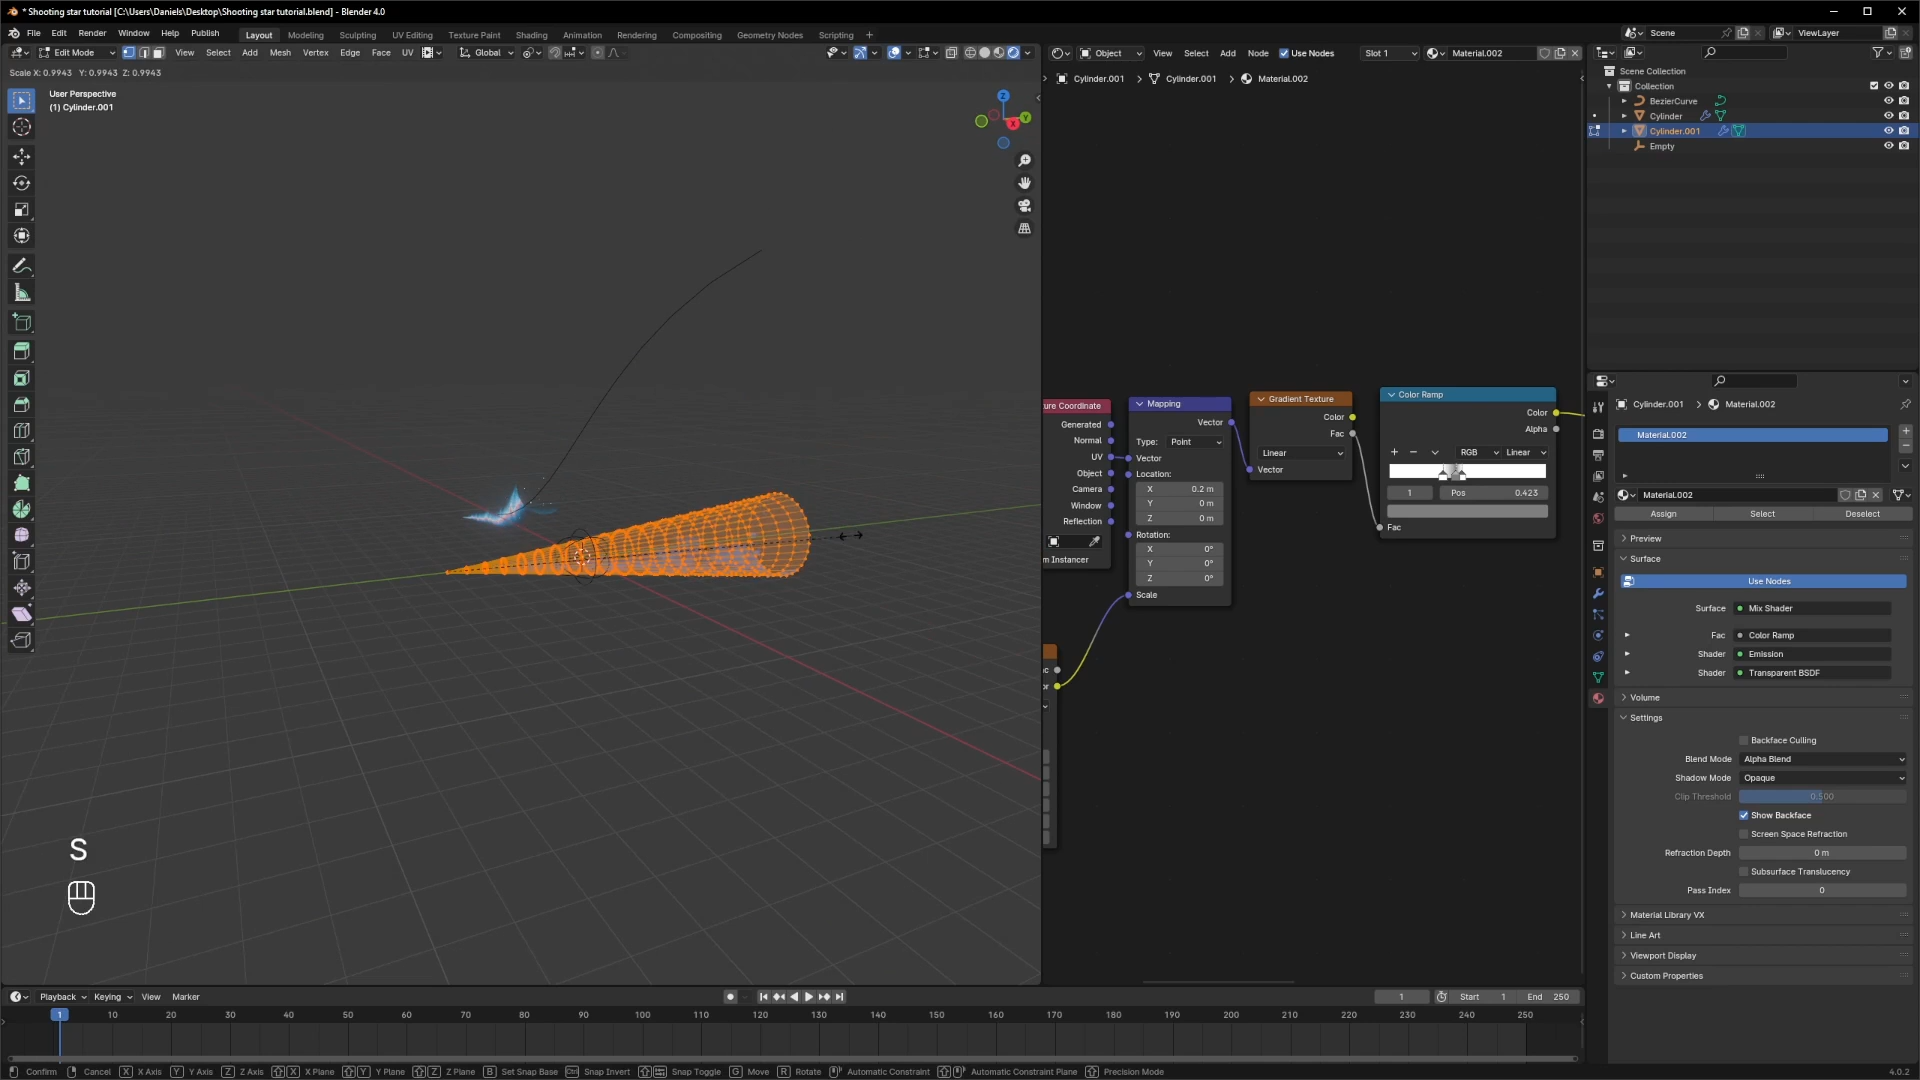 * Shooting star tutorial [C:\Users\Daniels\Desktop\Shooting star tutorial.blend] - Blender 4.0
File Edit Render Window Help Publish Layout Modeling Sculpting UV Editing Texture Paint Shading Animation Rendering Compositing Geometry Nodes Scripting + Scene ViewLayer
Edit Mode View Select Add Mesh Vertex Edge Face UV Global
Object View Select Add Node Use Nodes Slot 1 Material.002
Scale X: 0.9943 Y: 0.9943 Z: 0.9943
User Perspective
(1) Cylinder.001
Z
Y
X
S
Cylinder.001 > Cylinder.001 > Material.002
ure Coordinate
Generated
Normal
UV
Object
Camera
Window
Reflection
m Instancer
Mapping
Vector
Type: Point
Vector
Location:
X 0.2 m
Y 0 m
Z 0 m
Rotation:
X 0°
Y 0°
Z 0°
Scale
Gradient Texture
Color
Fac
Linear
Vector
Color Ramp
Color
Alpha
+ − RGB Linear
1 Pos 0.423
Fac
Scene Collection
Collection
BezierCurve
Cylinder
Cylinder.001
Empty
Cylinder.001 > Material.002
Material.002
Material.002
Assign Select Deselect
Preview
Surface
Use Nodes
Surface Mix Shader
Fac Color Ramp
Shader Emission
Shader Transparent BSDF
Volume
Settings
Backface Culling
Blend Mode Alpha Blend
Shadow Mode Opaque
Clip Threshold 0.500
Show Backface
Screen Space Refraction
Refraction Depth 0 m
Subsurface Translucency
Pass Index 0
Material Library VX
Line Art
Viewport Display
Custom Properties
Playback Keying View Marker 1 Start 1 End 250
1 10 20 30 40 50 60 70 80 90 100 110 120 130 140 150 160 170 180 190 200 210 220 230 240 250
Confirm Cancel X X Axis Y Y Axis Z Z Axis X X Plane Y Y Plane Z Z Plane B Set Snap Base Ctrl Snap Invert Snap Toggle G Move R Rotate Automatic Constraint Automatic Constraint Plane Precision Mode 4.0.2